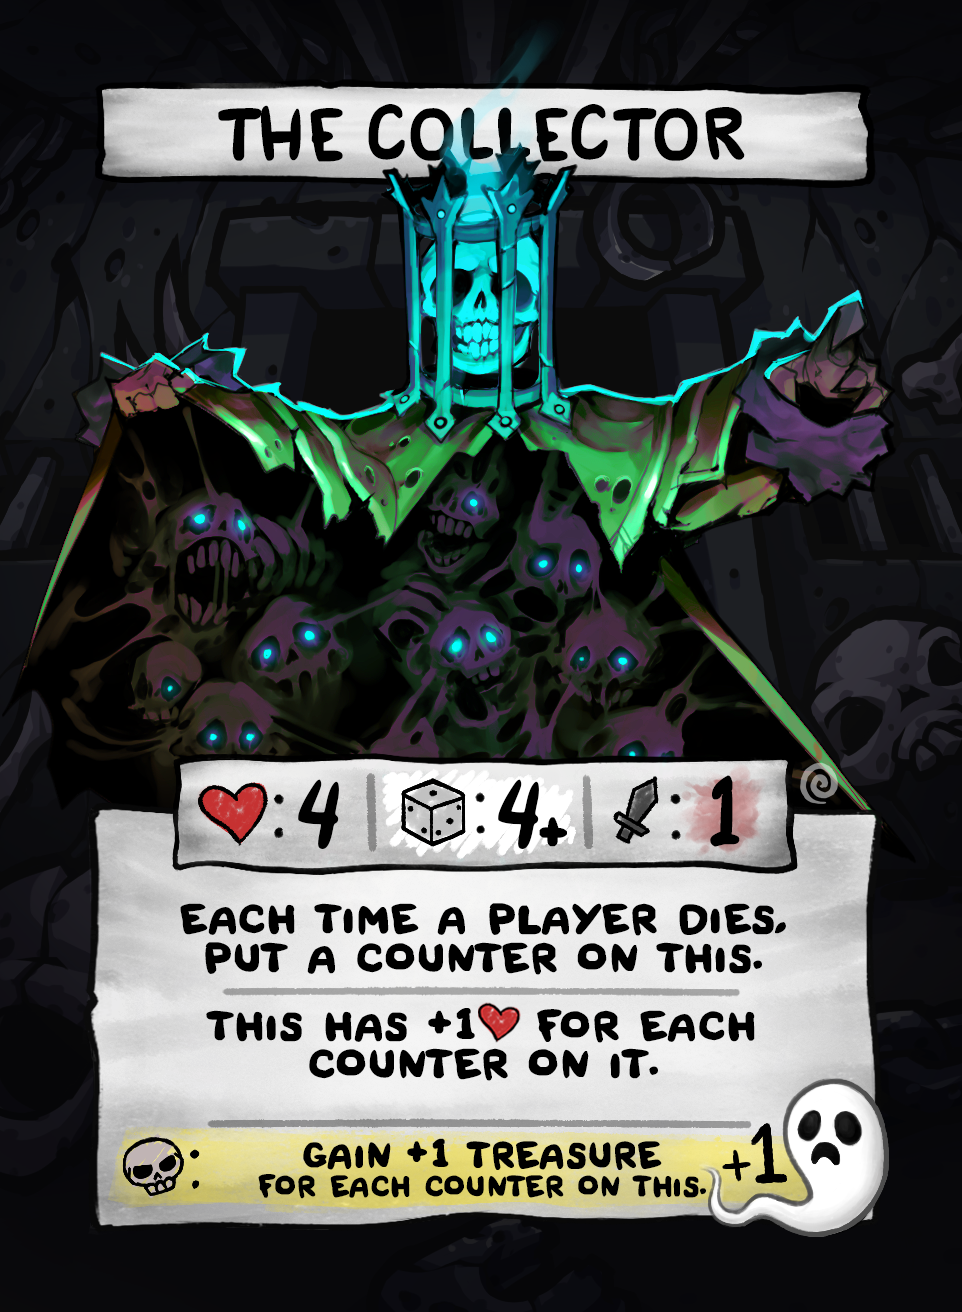 THE COLLECTOR
: 4 : 4+ : 1
EACH TIME A PLAYER DIES,
PUT A COUNTER ON THIS.
THIS HAS +1 FOR EACH
COUNTER ON IT.
: GAIN +1 TREASURE +1
FOR EACH COUNTER ON THIS.